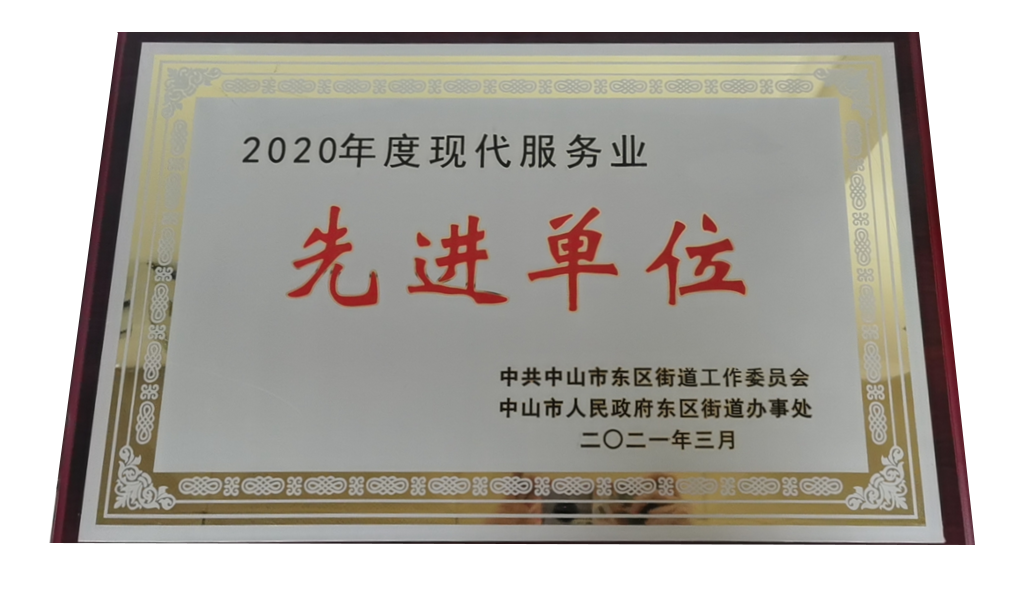 2020年度现代服务业
先进单位
中共中山市东区街道工作委员会
中山市人民政府东区街道办事处
二〇二一年三月